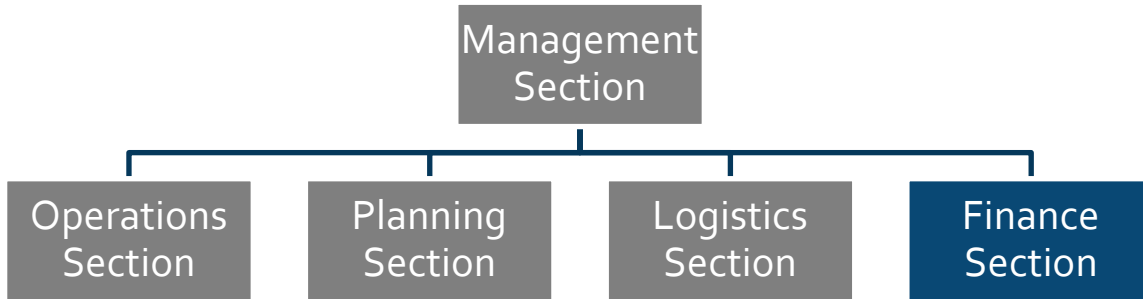 Management
Section
Operations
Section
Planning
Section
Logistics
Section
Finance
Section